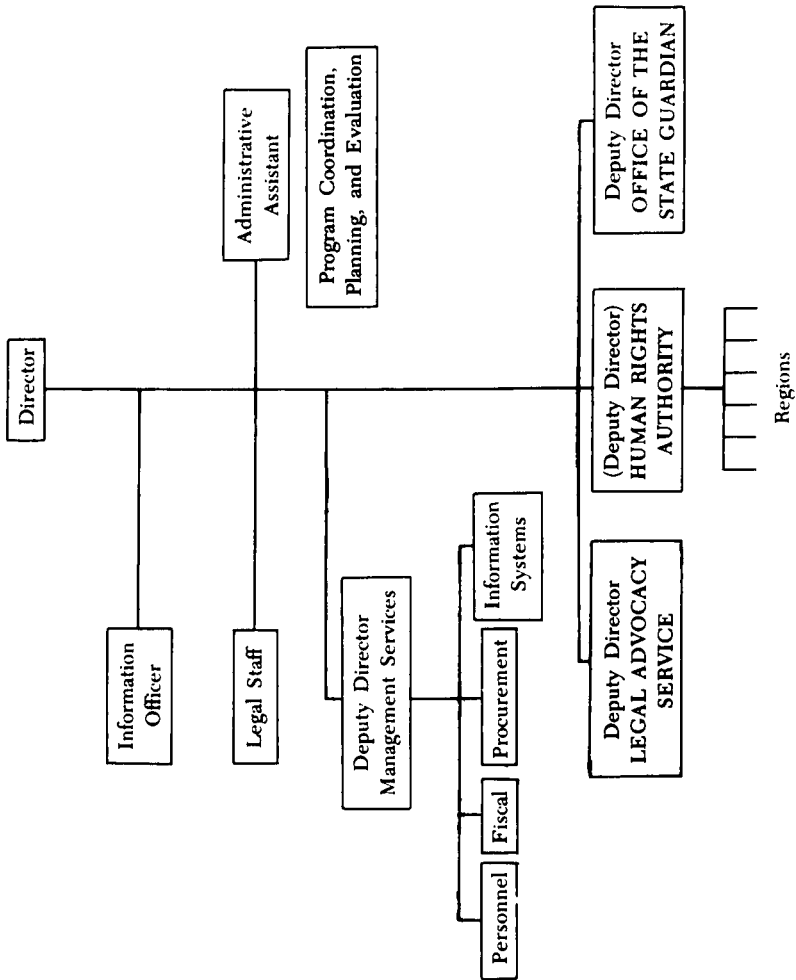 Director
Information
Officer
Legal Staff
Administrative
Assistant
Program Coordination,
Planning, and Evaluation
Deputy Director
Management Services
Personnel
Fiscal
Procurement
Information
Systems
Deputy Director
LEGAL ADVOCACY
SERVICE
(Deputy Director)
HUMAN RIGHTS
AUTHORITY
Deputy Director
OFFICE OF THE
STATE GUARDIAN
Regions